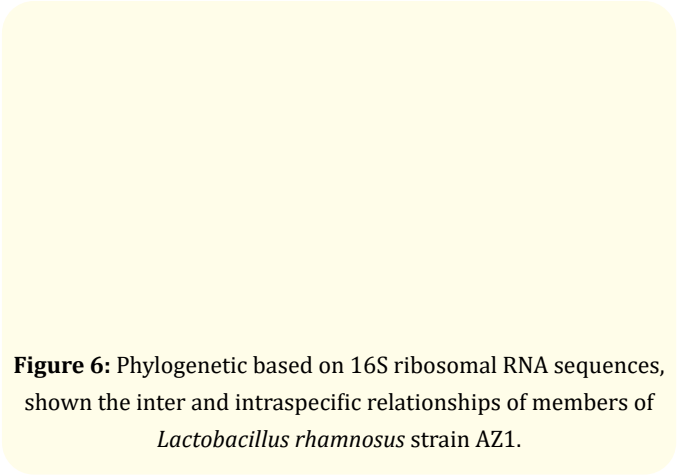 Figure 6: Phylogenetic based on 16S ribosomal RNA sequences,
shown the inter and intraspecific relationships of members of
Lactobacillus rhamnosus strain AZ1.